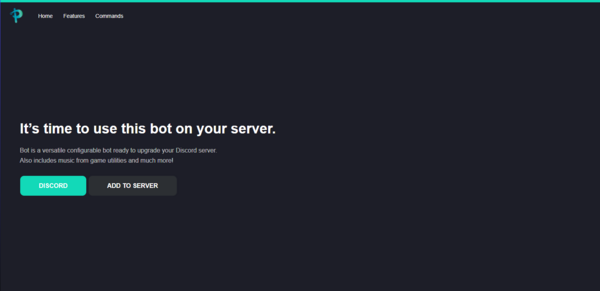 Home Features Commands
It's time to use this bot on your server.
Bot is a versatile configurable bot ready to upgrade your Discord server.
Also includes music from game utilities and much more!
DISCORD ADD TO SERVER